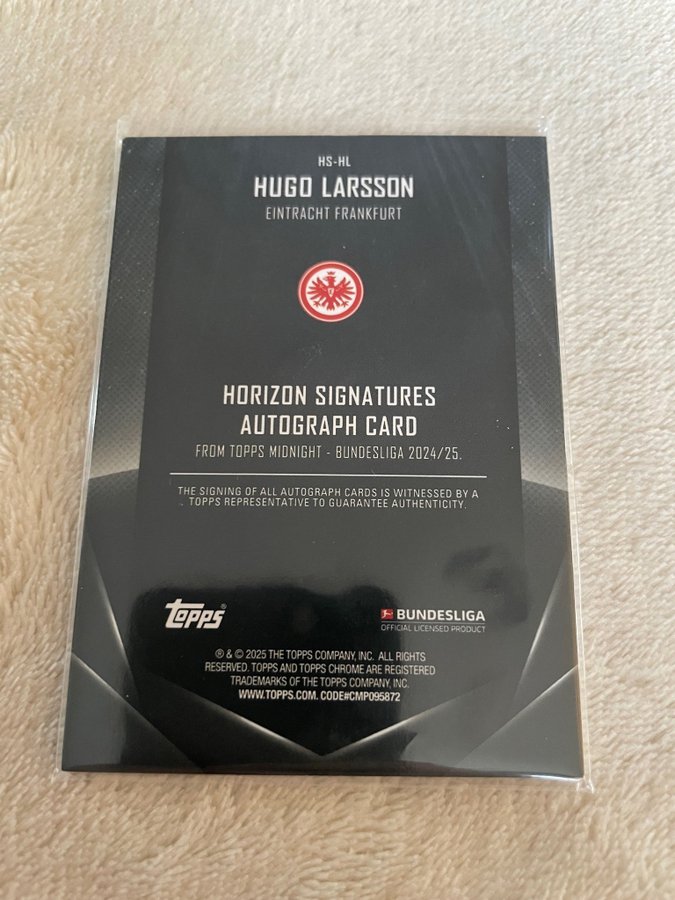 HS-HL
HUGO LARSSON
EINTRACHT FRANKFURT
HORIZON SIGNATURES
AUTOGRAPH CARD
FROM TOPPS MIDNIGHT - BUNDESLIGA 2024/25.
THE SIGNING OF ALL AUTOGRAPH CARDS IS WITNESSED BY A
TOPPS REPRESENTATIVE TO GUARANTEE AUTHENTICITY.
Topps®
BUNDESLIGA
OFFICIAL LICENSED PRODUCT
® & © 2025 THE TOPPS COMPANY, INC. ALL RIGHTS
RESERVED. TOPPS AND TOPPS CHROME ARE REGISTERED
TRADEMARKS OF THE TOPPS COMPANY, INC.
WWW.TOPPS.COM. CODE#CMP095872